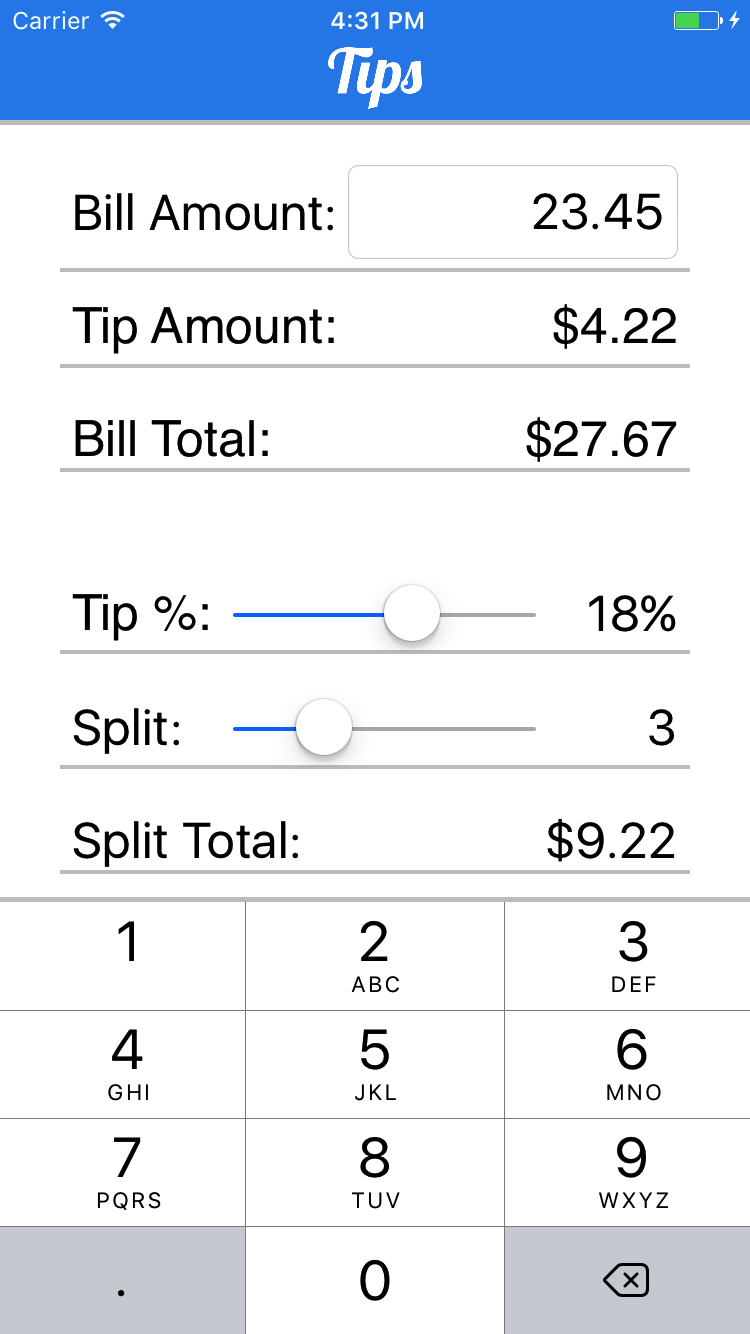 Carrier 4:31 PM
Tips
Bill Amount: 23.45
Tip Amount: $4.22
Bill Total: $27.67
Tip %: 18%
Split: 3
Split Total: $9.22
1 2 3
ABC DEF
4 5 6
GHI JKL MNO
7 8 9
PQRS TUV WXYZ
. 0